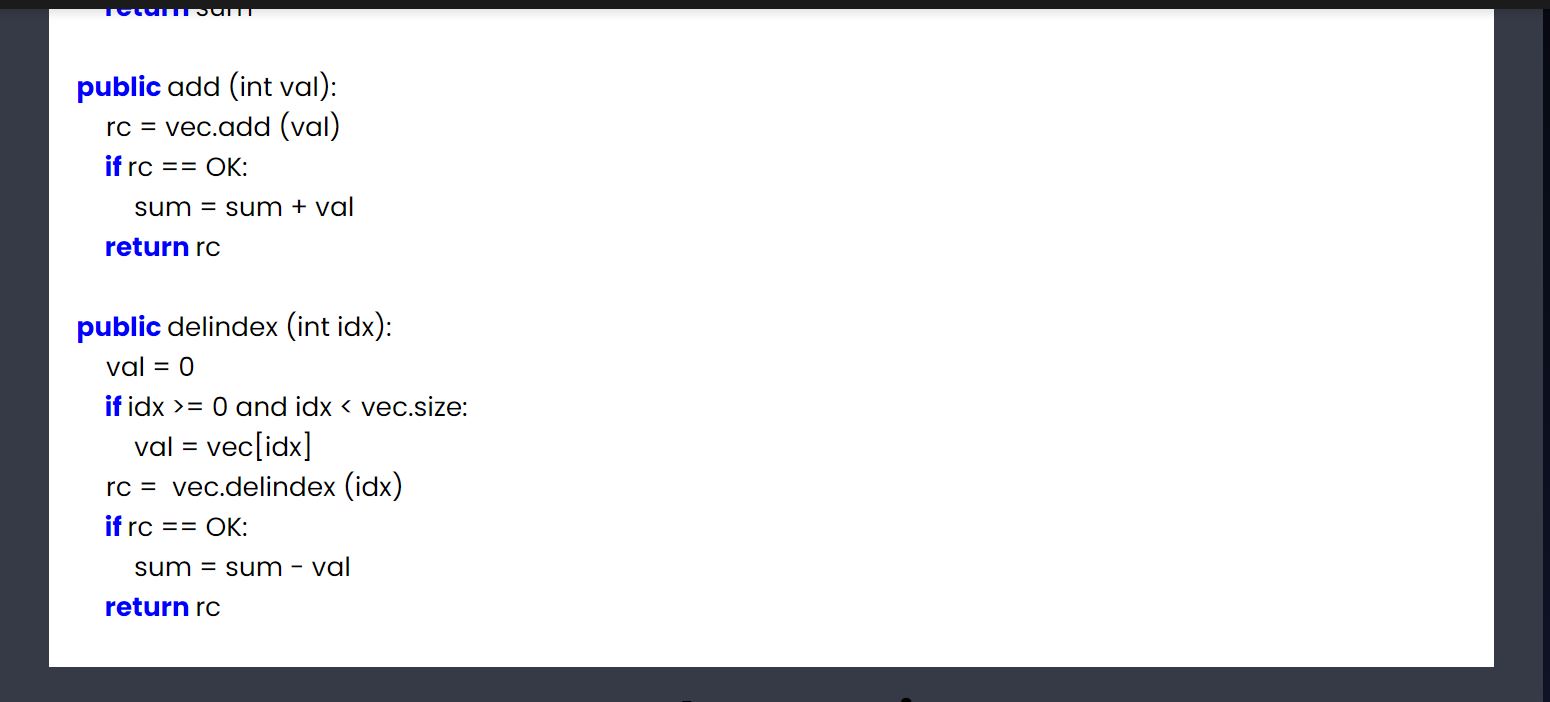 return sum
public add (int val):
rc = vec.add (val)
if rc == OK:
sum = sum + val
return rc
public delindex (int idx):
val = 0
if idx >= 0 and idx < vec.size:
val = vec[idx]
rc =  vec.delindex (idx)
if rc == OK:
sum = sum - val
return rc